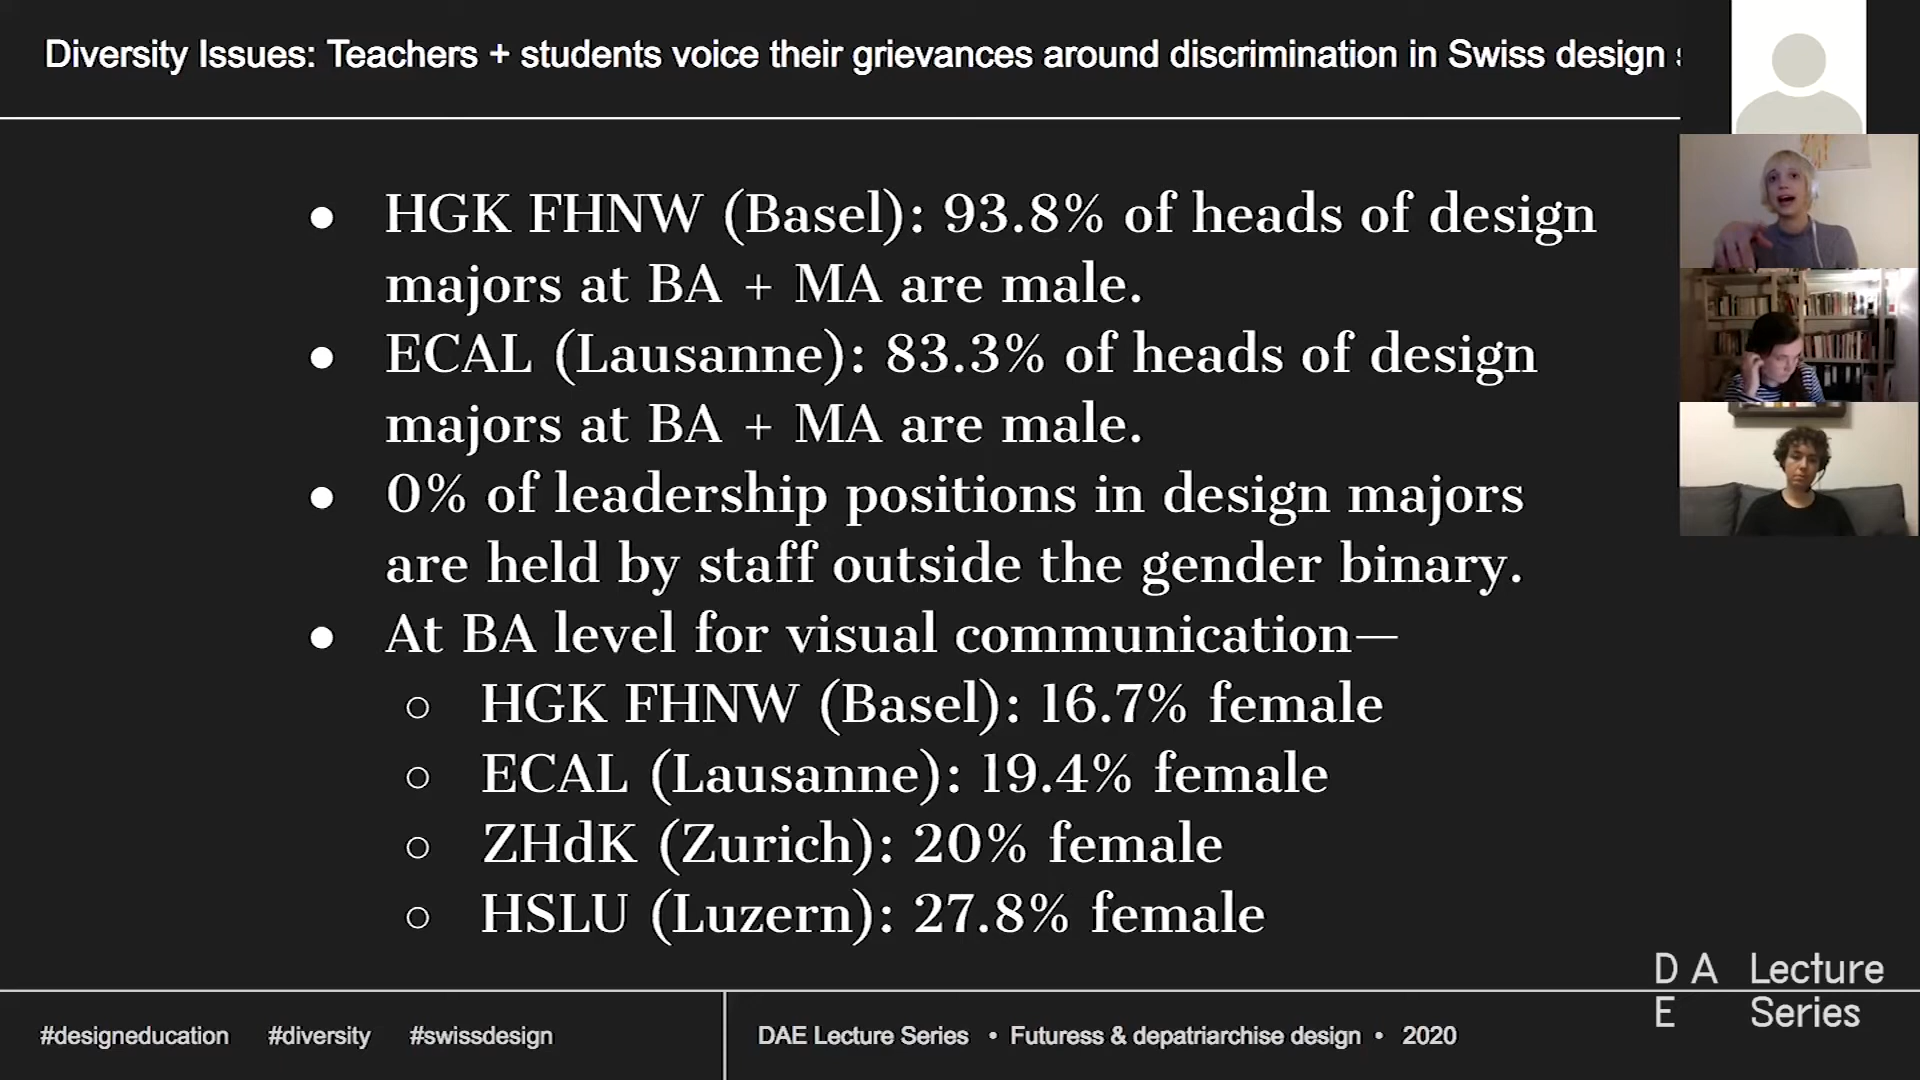 Diversity Issues: Teachers + students voice their grievances around discrimination in Swiss design
● HGK FHNW (Basel): 93.8% of heads of design
majors at BA + MA are male.
● ECAL (Lausanne): 83.3% of heads of design
majors at BA + MA are male.
● 0% of leadership positions in design majors
are held by staff outside the gender binary.
● At BA level for visual communication—
○ HGK FHNW (Basel): 16.7% female
○ ECAL (Lausanne): 19.4% female
○ ZHdK (Zurich): 20% female
○ HSLU (Luzern): 27.8% female
D A Lecture
E Series
#designeducation #diversity #swissdesign
DAE Lecture Series • Futuress & depatriarchise design • 2020